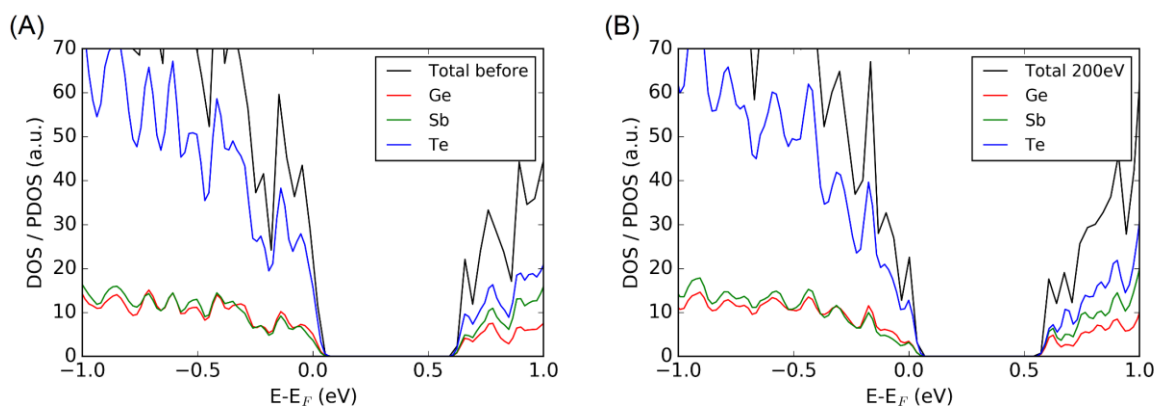 (A)
70
60
50
40
30
20
10
0
DOS / PDOS (a.u.)
Total before
Ge
Sb
Te
−1.0 −0.5 0.0 0.5 1.0
E-E_F (eV)
(B)
70
60
50
40
30
20
10
0
DOS / PDOS (a.u.)
Total 200eV
Ge
Sb
Te
−1.0 −0.5 0.0 0.5 1.0
E-E_F (eV)